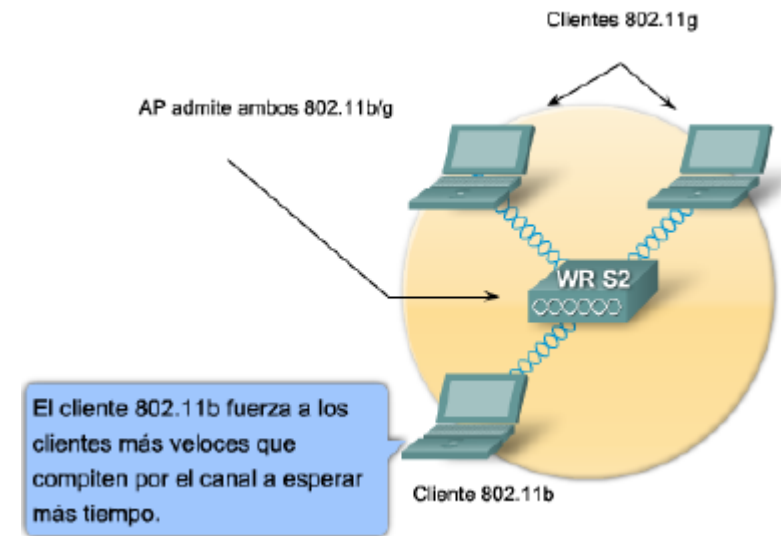 Clientes 802.11g
AP admite ambos 802.11b/g
WR S2
El cliente 802.11b fuerza a los
clientes más veloces que
compiten por el canal a esperar
más tiempo.
Cliente 802.11b